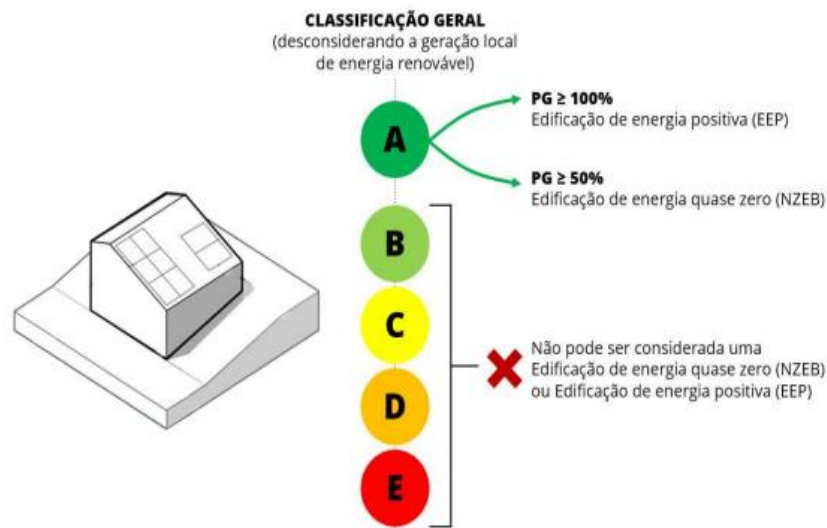 CLASSIFICAÇÃO GERAL
(desconsiderando a geração local
de energia renovável)
A
PG ≥ 100%
Edificação de energia positiva (EEP)
PG ≥ 50%
Edificação de energia quase zero (NZEB)
B
C
D
E
Não pode ser considerada uma
Edificação de energia quase zero (NZEB)
ou Edificação de energia positiva (EEP)